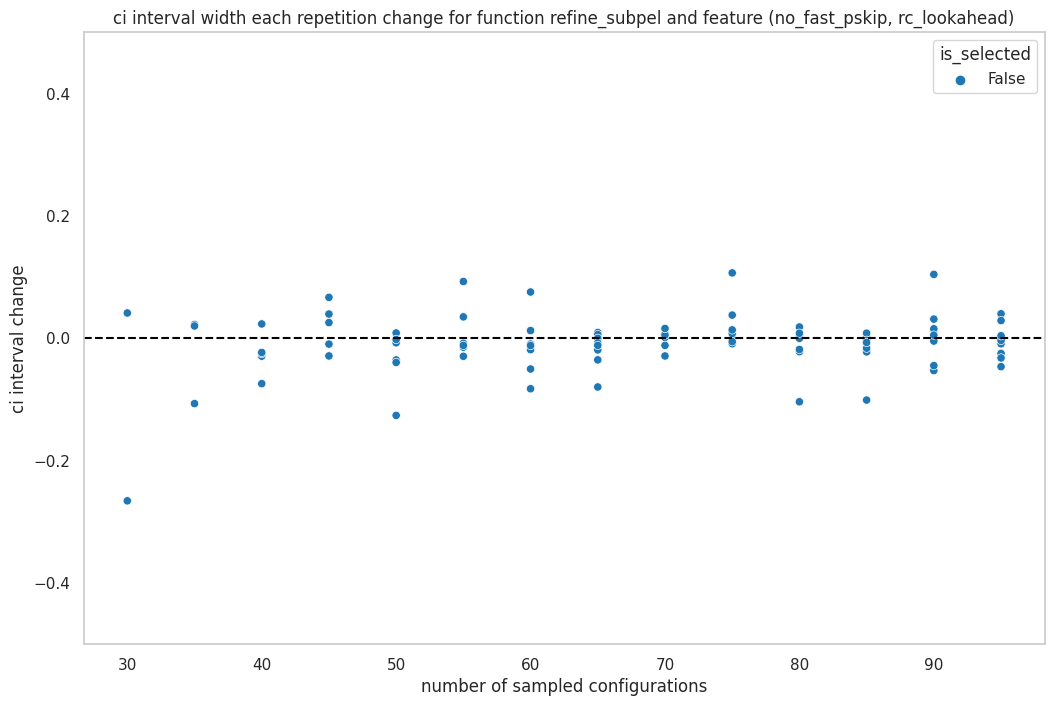 ci interval width each repetition change for function refine_subpel and feature (no_fast_pskip, rc_lookahead)
is_selected
False
ci interval change
0.4
0.2
0.0
−0.2
−0.4
30 40 50 60 70 80 90
number of sampled configurations